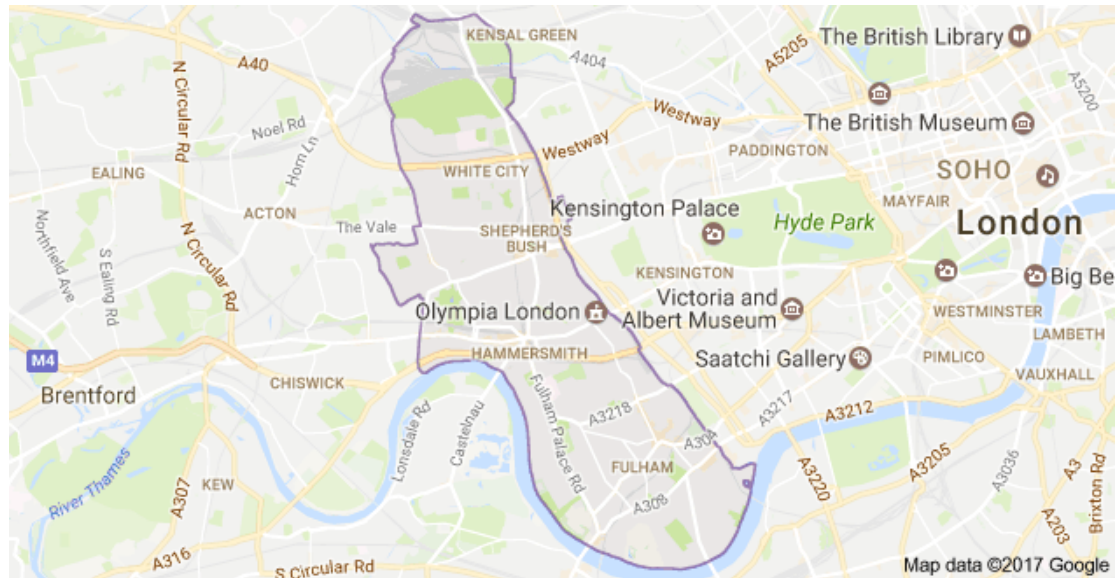 KENSAL GREEN
A404
A5205
The British Library
A40
N Circular Rd
Noel Rd
Horn Ln
Westway
Westway
A5200
The British Museum
PADDINGTON
EALING
WHITE CITY
SOHO
MAYFAIR
ACTON
The Vale
Kensington Palace
Hyde Park
London
SHEPHERD'S
BUSH
Northfield Ave
S Ealing Rd
N Circular Rd
KENSINGTON
Big Be
Olympia London
Victoria and
Albert Museum
WESTMINSTER
LAMBETH
M4
HAMMERSMITH
Saatchi Gallery
PIMLICO
VAUXHALL
Brentford
CHISWICK
Lonsdale Rd
Castelnau
Fulham Palace Rd
A3218
A304
A3217
A3212
River Thames
A307
KEW
FULHAM
A308
A3220
A3205
A3036
A3
A203
Brixton Rd
A316
S Circular Rd
Map data ©2017 Google